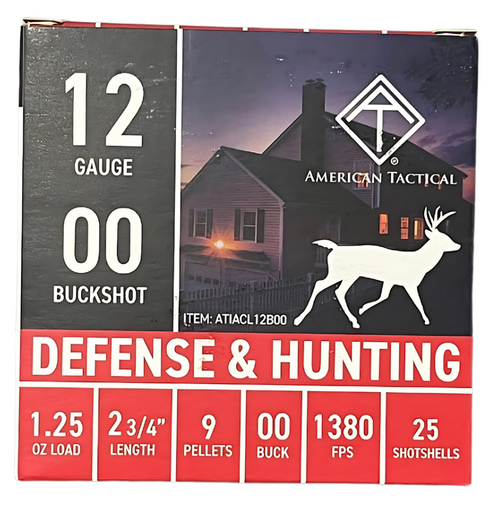 12
GAUGE
00
BUCKSHOT
®
AMERICAN TACTICAL
ITEM: ATIACL12B00
DEFENSE & HUNTING
1.25
OZ LOAD
2 3/4"
LENGTH
9
PELLETS
00
BUCK
1380
FPS
25
SHOTSHELLS